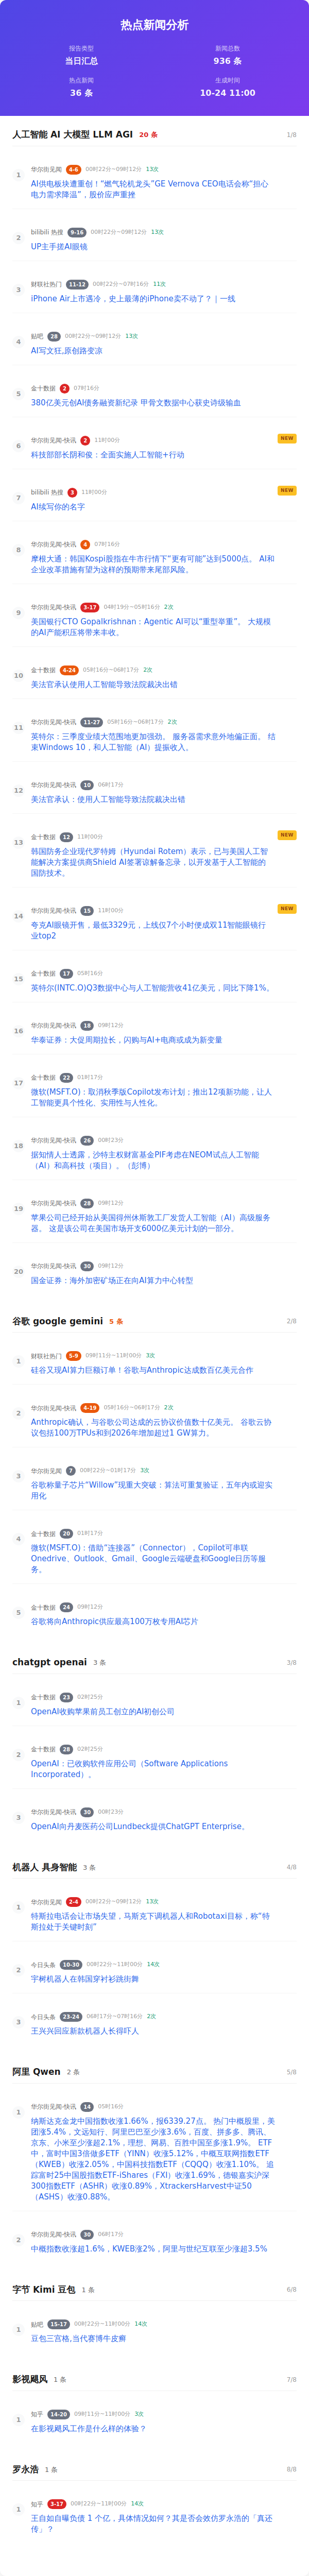 热点新闻分析
报告类型
当日汇总
新闻总数
936 条
热点新闻
36 条
生成时间
10-24 11:00
人工智能 AI 大模型 LLM AGI 20 条 1/8
1
华尔街见闻 4-6 00时22分~09时12分 13次
AI供电板块遭重创！“燃气轮机龙头”GE Vernova CEO电话会称“担心
电力需求降温”，股价应声重挫
2
bilibili 热搜 9-16 00时22分~09时12分 13次
UP主手搓AI眼镜
3
财联社热门 11-12 00时22分~07时16分 11次
iPhone Air上市遇冷，史上最薄的iPhone卖不动了？｜一线
4
贴吧 28 00时22分~09时12分 13次
AI写文狂,原创路变凉
5
金十数据 2 07时16分
380亿美元创AI债务融资新纪录 甲骨文数据中心获史诗级输血
6
华尔街见闻-快讯 2 11时00分 NEW
科技部部长阴和俊：全面实施人工智能+行动
7
bilibili 热搜 3 11时00分 NEW
AI续写你的名字
8
华尔街见闻-快讯 4 07时16分
摩根大通：韩国Kospi股指在牛市行情下“更有可能”达到5000点。 AI和
企业改革措施有望为这样的预期带来尾部风险。
9
华尔街见闻-快讯 3-17 04时19分~05时16分 2次
美国银行CTO Gopalkrishnan：Agentic AI可以“重型举重”。 大规模
的AI产能积压将带来丰收。
10
金十数据 4-24 05时16分~06时17分 2次
美法官承认使用人工智能导致法院裁决出错
11
华尔街见闻-快讯 11-27 05时16分~06时17分 2次
英特尔：三季度业绩大范围地更加强劲。 服务器需求意外地偏正面。 结
束Windows 10，和人工智能（AI）提振收入。
12
华尔街见闻-快讯 10 06时17分
美法官承认：使用人工智能导致法院裁决出错
13
金十数据 12 11时00分 NEW
韩国防务企业现代罗特姆（Hyundai Rotem）表示，已与美国人工智
能解决方案提供商Shield AI签署谅解备忘录，以开发基于人工智能的
国防技术。
14
华尔街见闻-快讯 15 11时00分 NEW
夸克AI眼镜开售，最低3329元，上线仅7个小时便成双11智能眼镜行
业top2
15
金十数据 17 05时16分
英特尔(INTC.O)Q3数据中心与人工智能营收41亿美元，同比下降1%。
16
华尔街见闻-快讯 18 09时12分
华泰证券：大促周期拉长，闪购与AI+电商或成为新变量
17
金十数据 22 01时17分
微软(MSFT.O)：取消秋季版Copilot发布计划；推出12项新功能，让人
工智能更具个性化、实用性与人性化。
18
华尔街见闻-快讯 26 00时23分
据知情人士透露，沙特主权财富基金PIF考虑在NEOM试点人工智能
（AI）和高科技（项目）。（彭博）
19
华尔街见闻-快讯 28 09时12分
苹果公司已经开始从美国得州休斯敦工厂发货人工智能（AI）高级服务
器。 这是该公司在美国市场开支6000亿美元计划的一部分。
20
华尔街见闻-快讯 30 09时12分
国金证券：海外加密矿场正在向AI算力中心转型
谷歌 google gemini 5 条 2/8
1
财联社热门 5-9 09时11分~11时00分 3次
硅谷又现AI算力巨额订单！谷歌与Anthropic达成数百亿美元合作
2
华尔街见闻-快讯 4-19 05时16分~06时17分 2次
Anthropic确认，与谷歌公司达成的云协议价值数十亿美元。 谷歌云协
议包括100万TPUs和到2026年增加超过1 GW算力。
3
华尔街见闻 7 00时22分~01时17分 3次
谷歌称量子芯片“Willow”现重大突破：算法可重复验证，五年内或迎实
用化
4
金十数据 20 01时17分
微软(MSFT.O)：借助“连接器”（Connector），Copilot可串联
Onedrive、Outlook、Gmail、Google云端硬盘和Google日历等服
务。
5
金十数据 24 09时12分
谷歌将向Anthropic供应最高100万枚专用AI芯片
chatgpt openai 3 条 3/8
1
金十数据 23 02时25分
OpenAI收购苹果前员工创立的AI初创公司
2
金十数据 28 02时25分
OpenAI：已收购软件应用公司（Software Applications
Incorporated）。
3
华尔街见闻-快讯 30 00时23分
OpenAI向丹麦医药公司Lundbeck提供ChatGPT Enterprise。
机器人 具身智能 3 条 4/8
1
华尔街见闻 2-4 00时22分~09时12分 13次
特斯拉电话会让市场失望，马斯克下调机器人和Robotaxi目标，称“特
斯拉处于关键时刻”
2
今日头条 10-30 00时22分~11时00分 14次
宇树机器人在韩国穿衬衫跳街舞
3
今日头条 23-24 06时17分~07时16分 2次
王兴兴回应新款机器人长得吓人
阿里 Qwen 2 条 5/8
1
华尔街见闻-快讯 14 05时16分
纳斯达克金龙中国指数收涨1.66%，报6339.27点。 热门中概股里，美
团涨5.4%，文远知行、阿里巴巴至少涨3.6%，百度、拼多多、腾讯、
京东、小米至少涨超2.1%，理想、网易、百胜中国至多涨1.9%。 ETF
中，富时中国3倍做多ETF（YINN）收涨5.12%，中概互联网指数ETF
（KWEB）收涨2.05%，中国科技指数ETF（CQQQ）收涨1.10%。 追
踪富时25中国股指数ETF-iShares（FXI）收涨1.69%，德银嘉实沪深
300指数ETF（ASHR）收涨0.89%，XtrackersHarvest中证50
（ASHS）收涨0.88%。
2
华尔街见闻-快讯 30 06时17分
中概指数收涨超1.6%，KWEB涨2%，阿里与世纪互联至少涨超3.5%
字节 Kimi 豆包 1 条 6/8
1
贴吧 15-17 00时22分~11时00分 14次
豆包三宫格,当代赛博牛皮癣
影视飓风 1 条 7/8
1
知乎 14-20 09时11分~11时00分 3次
在影视飓风工作是什么样的体验？
罗永浩 1 条 8/8
1
知乎 3-17 00时22分~11时00分 14次
王自如自曝负债 1 个亿，具体情况如何？其是否会效仿罗永浩的「真还
传」？